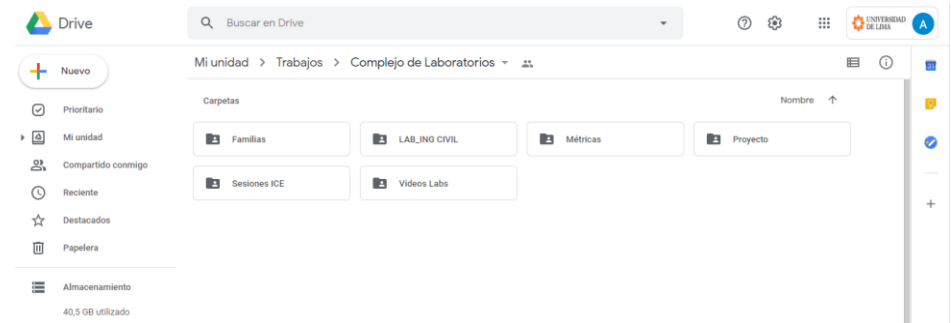 Drive
Buscar en Drive
UNIVERSIDAD
DE LIMA
A
Nuevo
Mi unidad > Trabajos > Complejo de Laboratorios
31
Prioritario
Mi unidad
Compartido conmigo
Reciente
Destacados
Papelera
Almacenamiento
40,5 GB utilizado
Carpetas
Nombre
Familias
LAB_ING CIVIL
Métricas
Proyecto
Sesiones ICE
Videos Labs